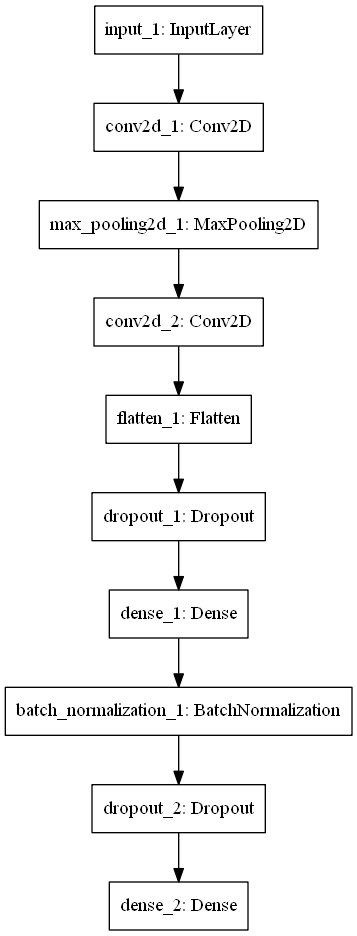 input_1: InputLayer
conv2d_1: Conv2D
max_pooling2d_1: MaxPooling2D
conv2d_2: Conv2D
flatten_1: Flatten
dropout_1: Dropout
dense_1: Dense
batch_normalization_1: BatchNormalization
dropout_2: Dropout
dense_2: Dense